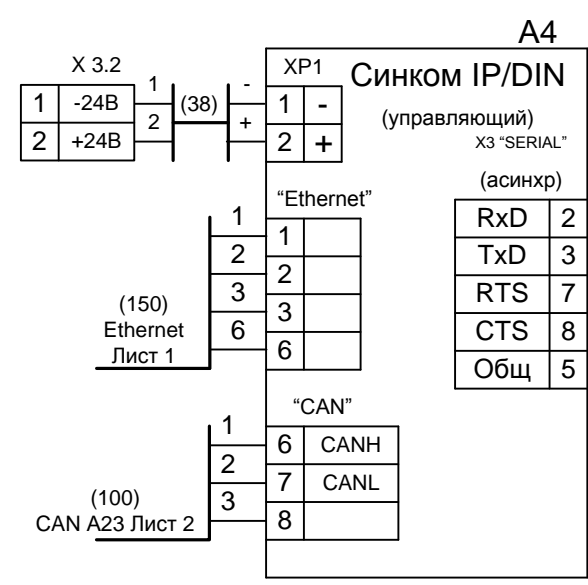 A4
X 3.2
1 -24В 1
2 +24В 2
(38)
-
+
XP1
1 -
2 +
Синком IP/DIN
(управляющий)
X3 “SERIAL”
(асинхр)
RxD 2
TxD 3
RTS 7
CTS 8
Общ 5
“Ethernet”
1 1
2 2
3 3
6 6
(150)
Ethernet
Лист 1
“CAN”
1 6 CANH
2 7 CANL
3 8
(100)
CAN A23 Лист 2